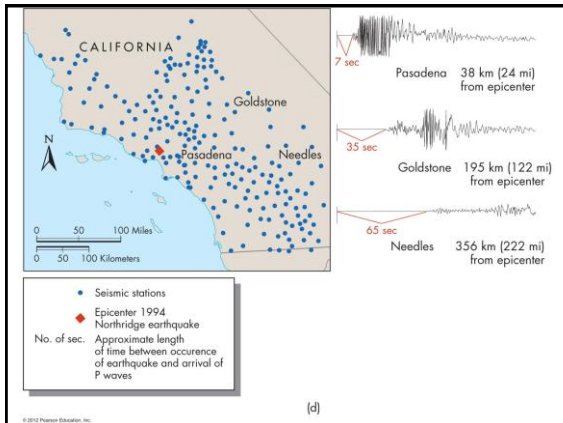 CALIFORNIA
Goldstone
Pasadena
Needles
N
0 50 100 Miles
0 50 100 Kilometers
7 sec
Pasadena 38 km (24 mi)
from epicenter
35 sec
Goldstone 195 km (122 mi)
from epicenter
65 sec
Needles 356 km (222 mi)
from epicenter
Seismic stations
Epicenter 1994
Northridge earthquake
No. of sec. Approximate length
of time between occurence
of earthquake and arrival of
P waves
(d)
© 2012 Pearson Education, Inc.